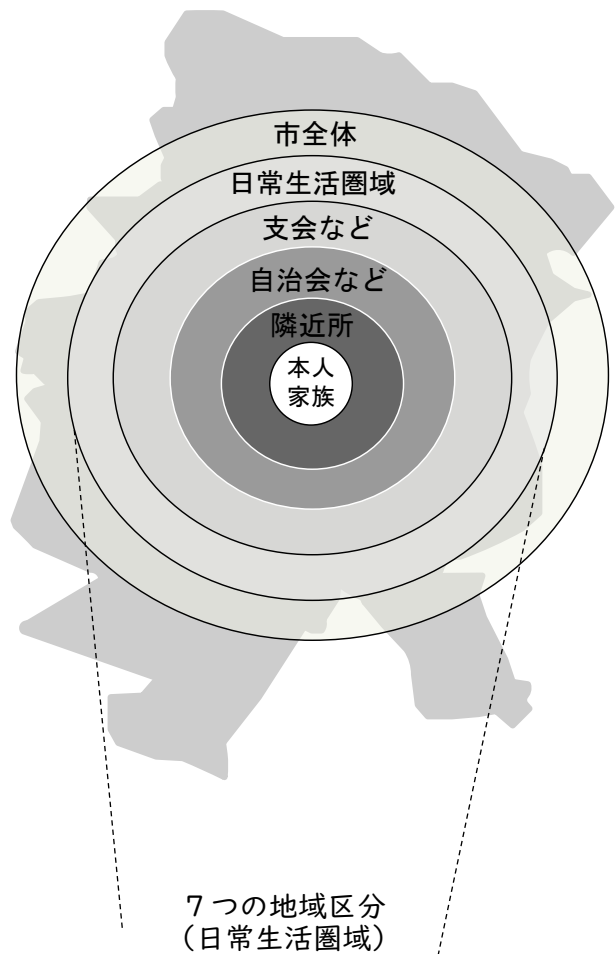 市全体
日常生活圏域
支会など
自治会など
隣近所
本人
家族
７つの地域区分
（日常生活圏域）